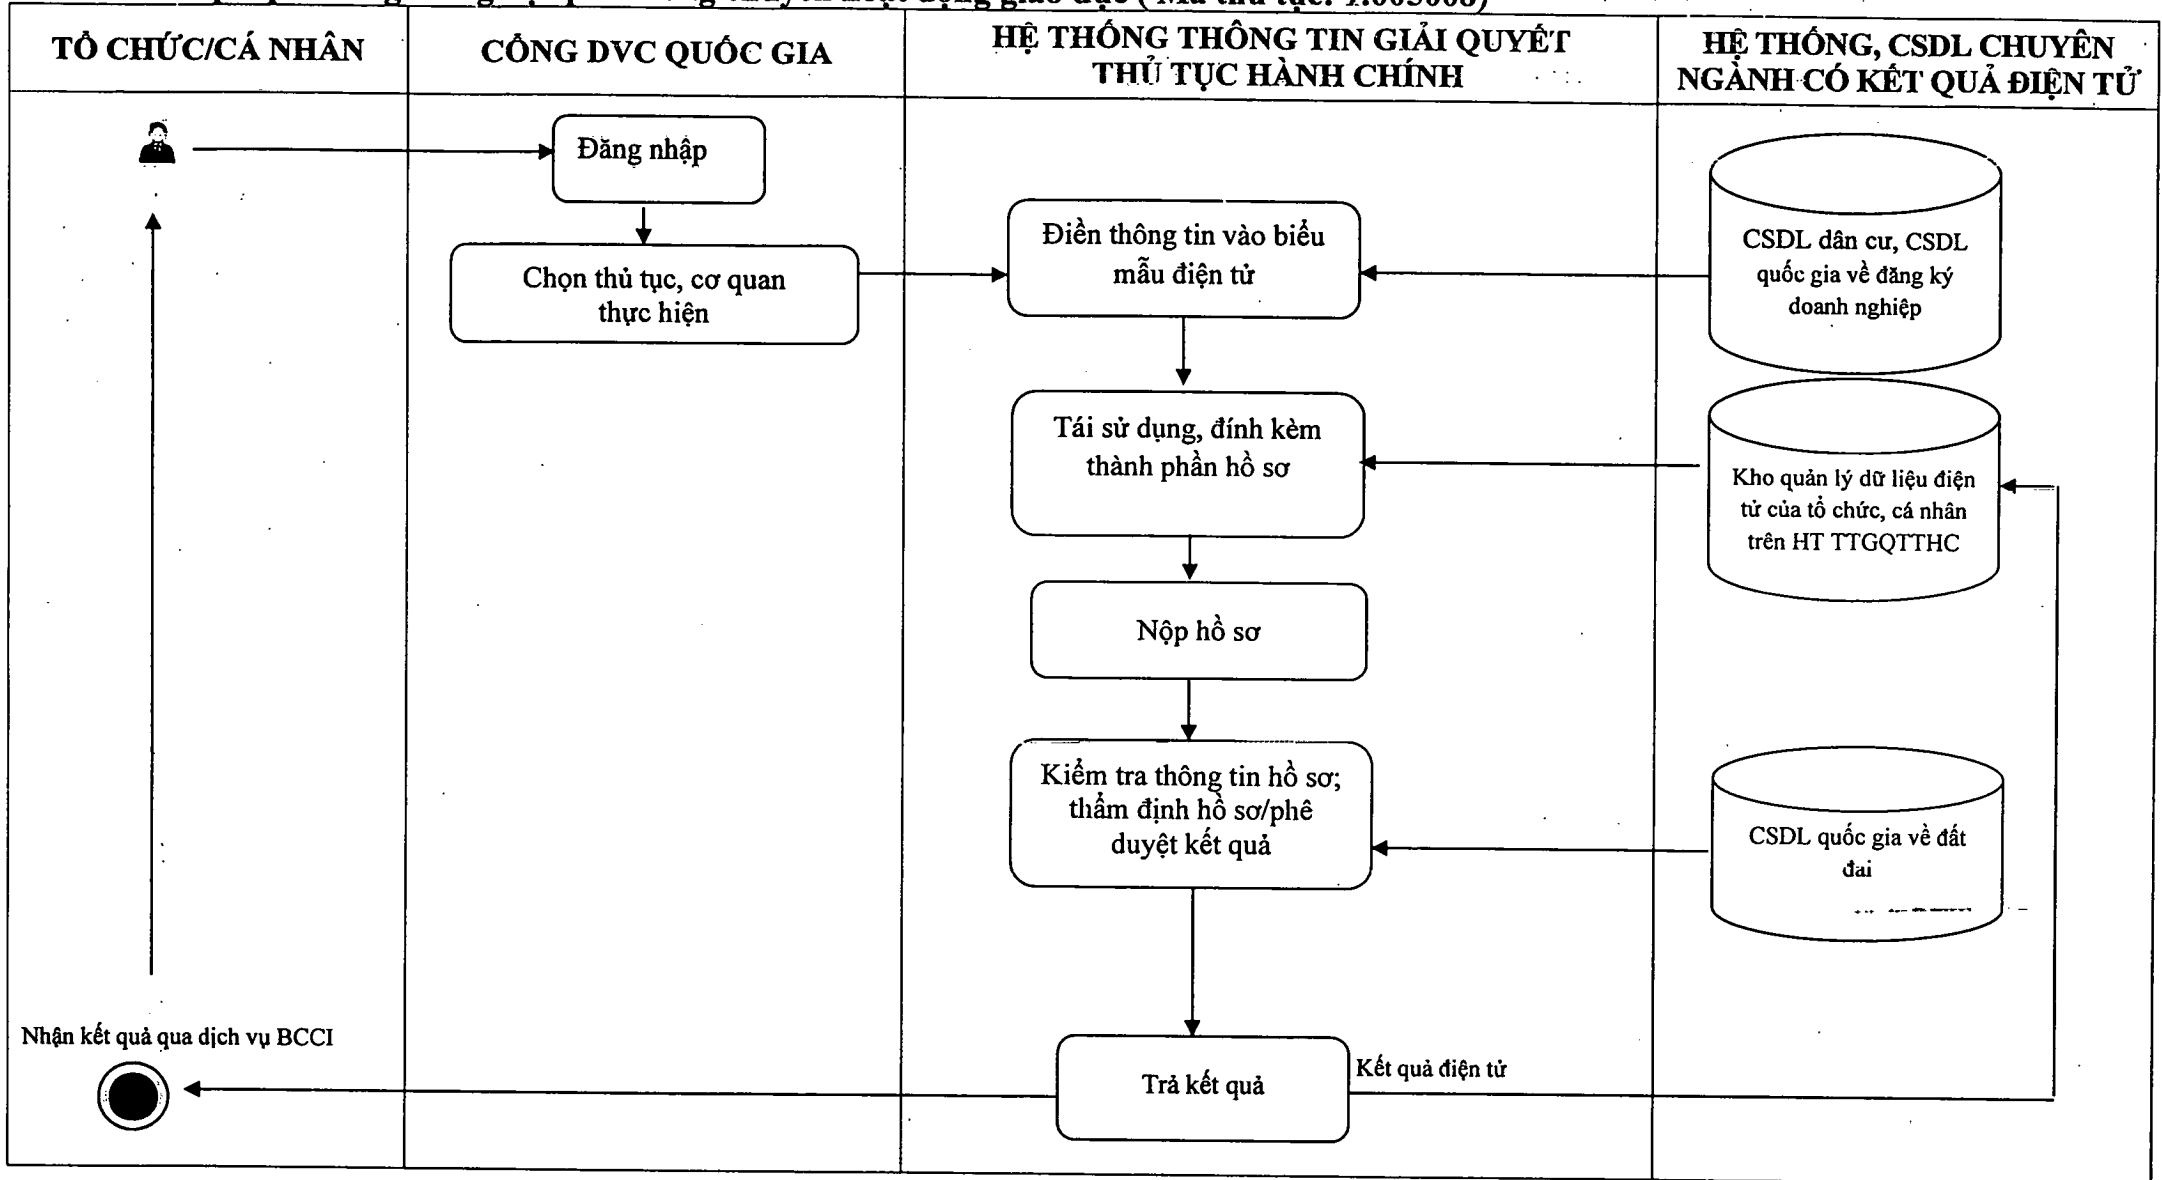 TỔ CHỨC/CÁ NHÂN
CỔNG DVC QUỐC GIA
HỆ THỐNG THÔNG TIN GIẢI QUYẾT
THỦ TỤC HÀNH CHÍNH
HỆ THỐNG, CSDL CHUYÊN
NGÀNH CÓ KẾT QUẢ ĐIỆN TỬ
Đăng nhập
Chọn thủ tục, cơ quan
thực hiện
Điền thông tin vào biểu
mẫu điện tử
CSDL dân cư, CSDL
quốc gia về đăng ký
doanh nghiệp
Tái sử dụng, đính kèm
thành phần hồ sơ
Kho quản lý dữ liệu điện
tử của tổ chức, cá nhân
trên HT TTGQTTHC
Nộp hồ sơ
Kiểm tra thông tin hồ sơ;
thẩm định hồ sơ/phê
duyệt kết quả
CSDL quốc gia về đất
đai
Nhận kết quả qua dịch vụ BCCI
Trả kết quả
Kết quả điện tử